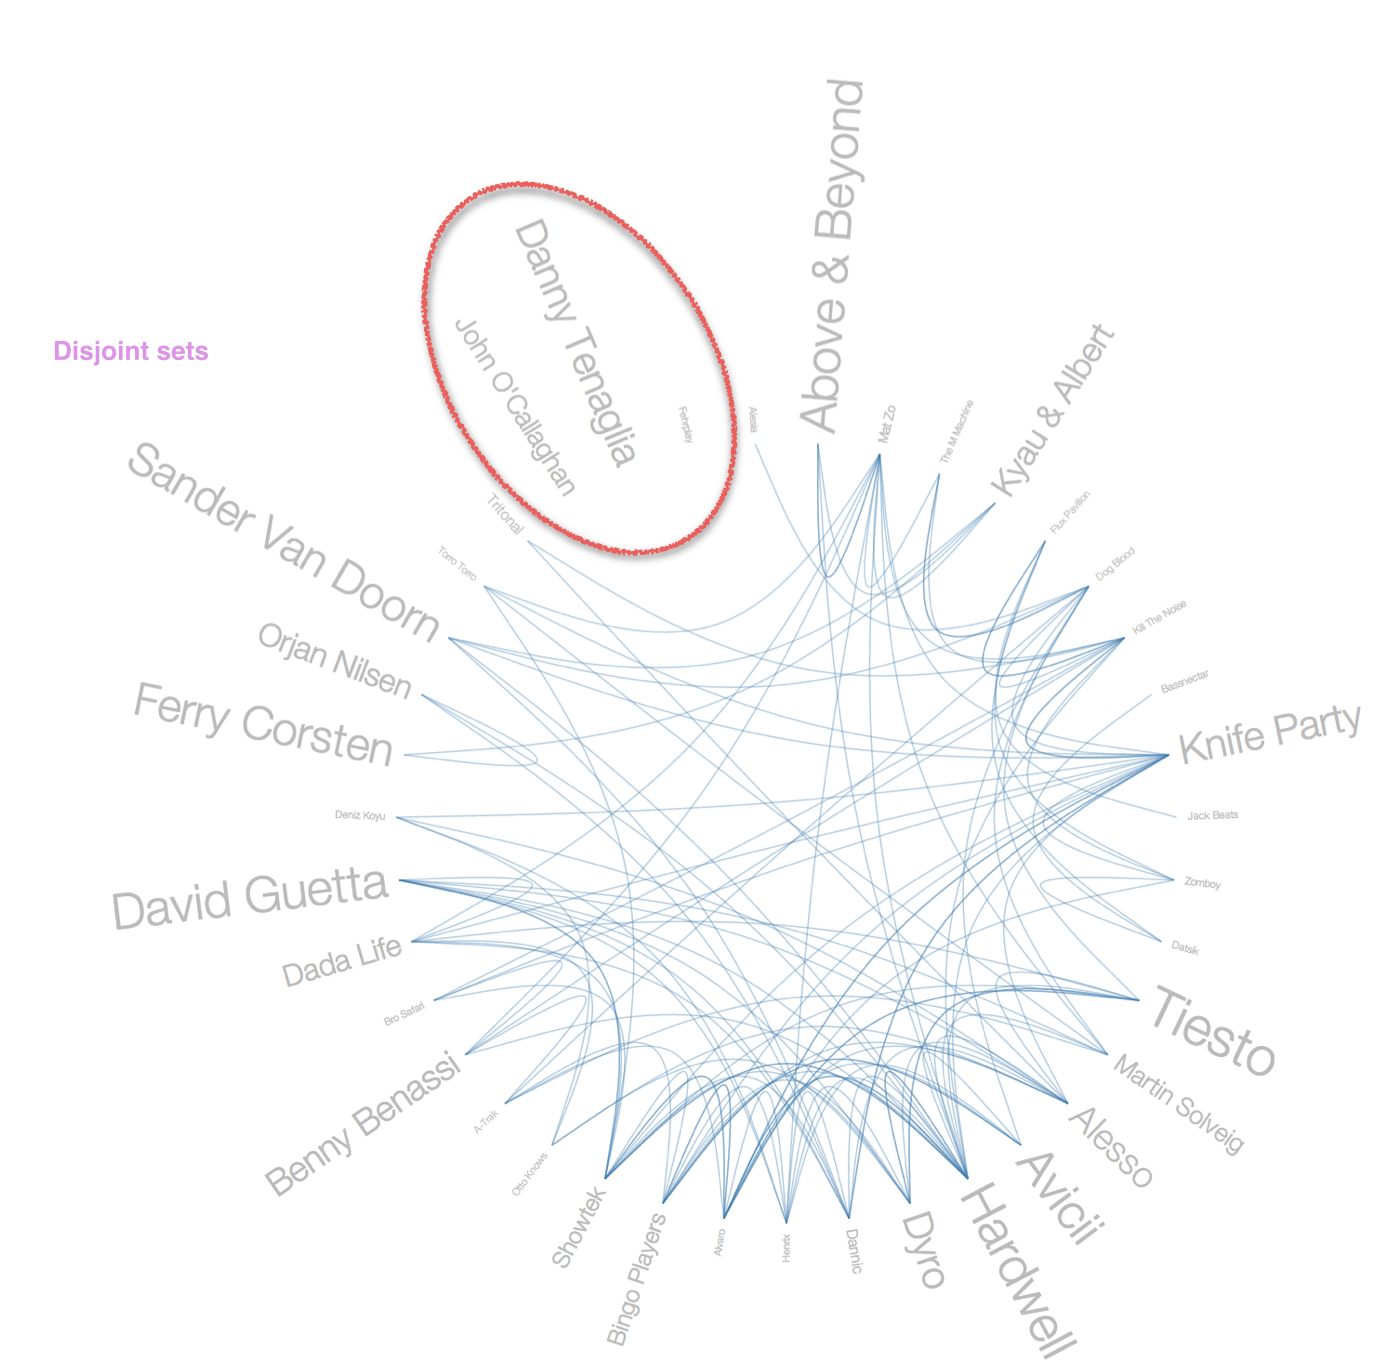 Disjoint sets
Danny Tenaglia
John O'Callaghan
Fehrplay
Alesia
Above & Beyond
Mat Zo
The M Machine
Kyau & Albert
Flux Pavilion
Dog Blood
Kill The Noise
Bassnectar
Knife Party
Jack Beats
Zomboy
Datsik
Tiesto
Martin Solveig
Alesso
Avicii
Hardwell
Dyro
Dannic
Henrix
Alvaro
Bingo Players
Showtek
Otto Knows
A-Trak
Benny Benassi
Bro Safari
Dada Life
David Guetta
Deniz Koyu
Ferry Corsten
Orjan Nilsen
Sander Van Doorn
Torro Torro
Tritonal